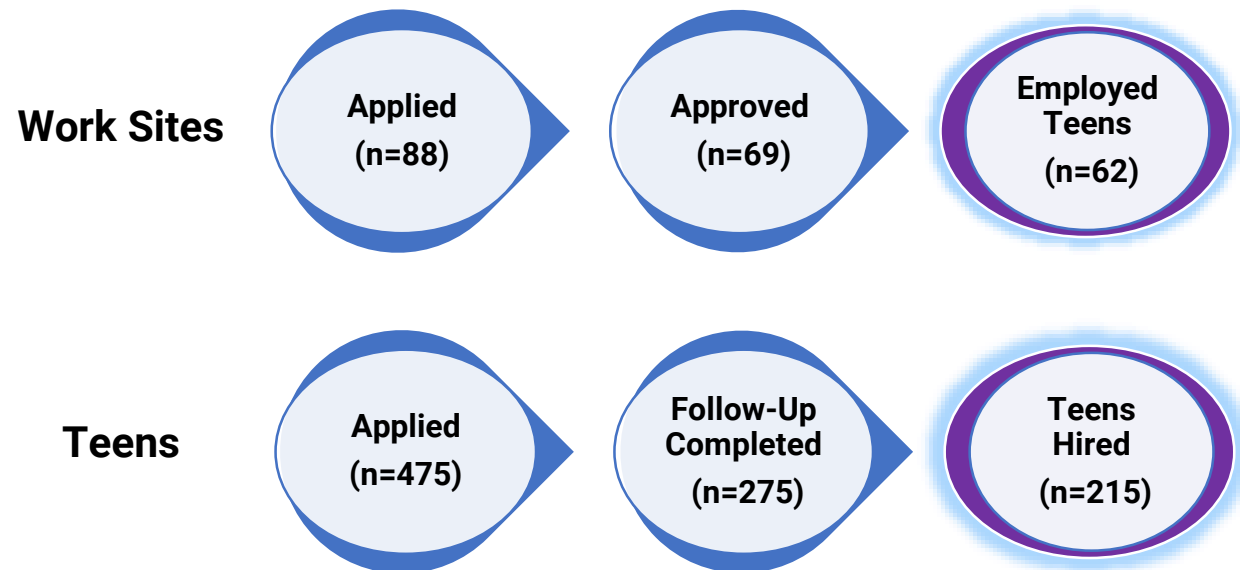 Work Sites
Applied
(n=88)
Approved
(n=69)
Employed
Teens
(n=62)
Teens
Applied
(n=475)
Follow-Up
Completed
(n=275)
Teens
Hired
(n=215)